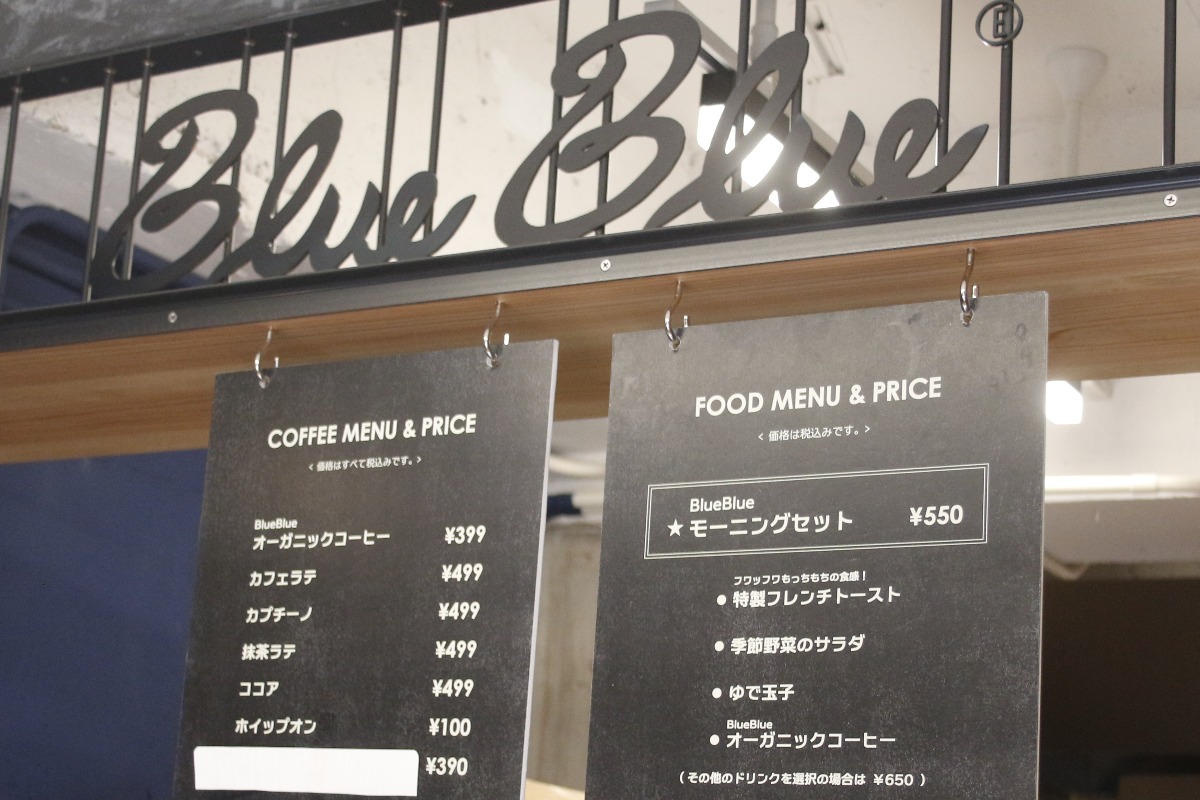 Blue Blue
COFFEE MENU & PRICE
< 価格はすべて税込みです。>
BlueBlue
オーガニックコーヒー ¥399
カフェラテ ¥499
カプチーノ ¥499
抹茶ラテ ¥499
ココア ¥499
ホイップオン ¥100
¥390
FOOD MENU & PRICE
< 価格は税込みです。>
BlueBlue
★モーニングセット ¥550
フワッフワもっちもちの食感!
● 特製フレンチトースト
● 季節野菜のサラダ
● ゆで玉子
BlueBlue
● オーガニックコーヒー
(その他のドリンクを選択の場合は ¥650 )